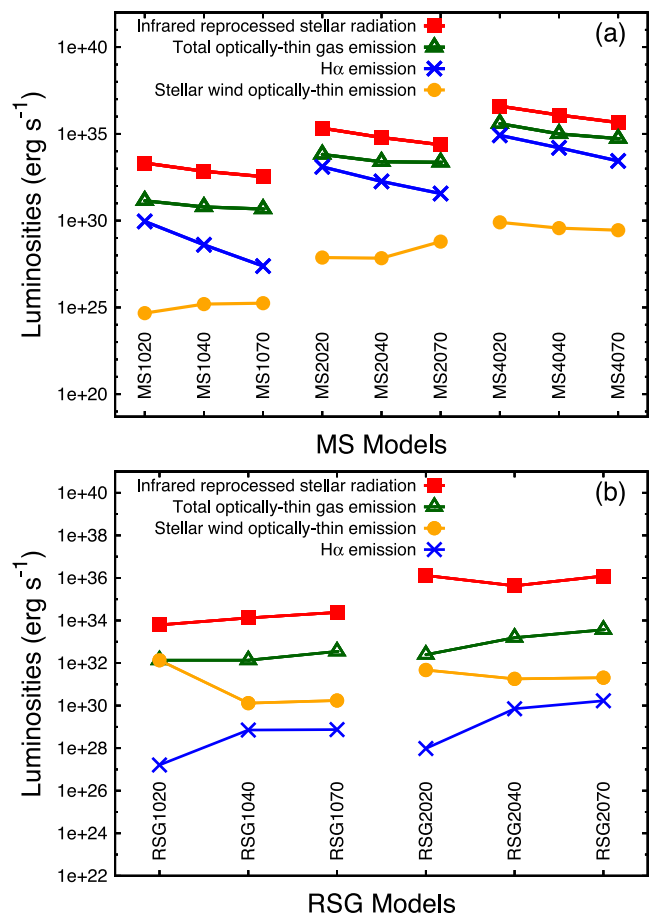 (a)
Infrared reprocessed stellar radiation
Total optically-thin gas emission
Hα emission
Stellar wind optically-thin emission
Luminosities (erg s⁻¹)
1e+40
1e+35
1e+30
1e+25
1e+20
MS1020
MS1040
MS1070
MS2020
MS2040
MS2070
MS4020
MS4040
MS4070
MS Models
(b)
Infrared reprocessed stellar radiation
Total optically-thin gas emission
Stellar wind optically-thin emission
Hα emission
Luminosities (erg s⁻¹)
1e+40
1e+38
1e+36
1e+34
1e+32
1e+30
1e+28
1e+26
1e+24
1e+22
RSG1020
RSG1040
RSG1070
RSG2020
RSG2040
RSG2070
RSG Models